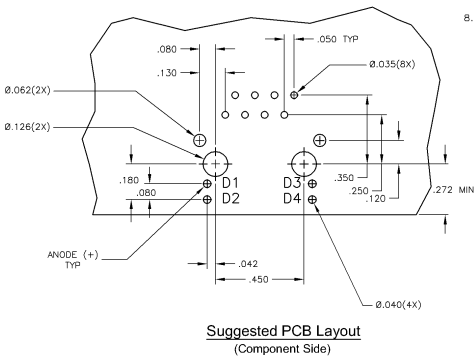 8.
.080
.050 TYP
.130
Ø.035(8X)
Ø.062(2X)
Ø.126(2X)
.350
.250
.120
.272 MIN
.180
.080
D1
D3
D2
D4
ANODE (+)
TYP
.042
.450
Ø.040(4X)
Suggested PCB Layout
(Component Side)